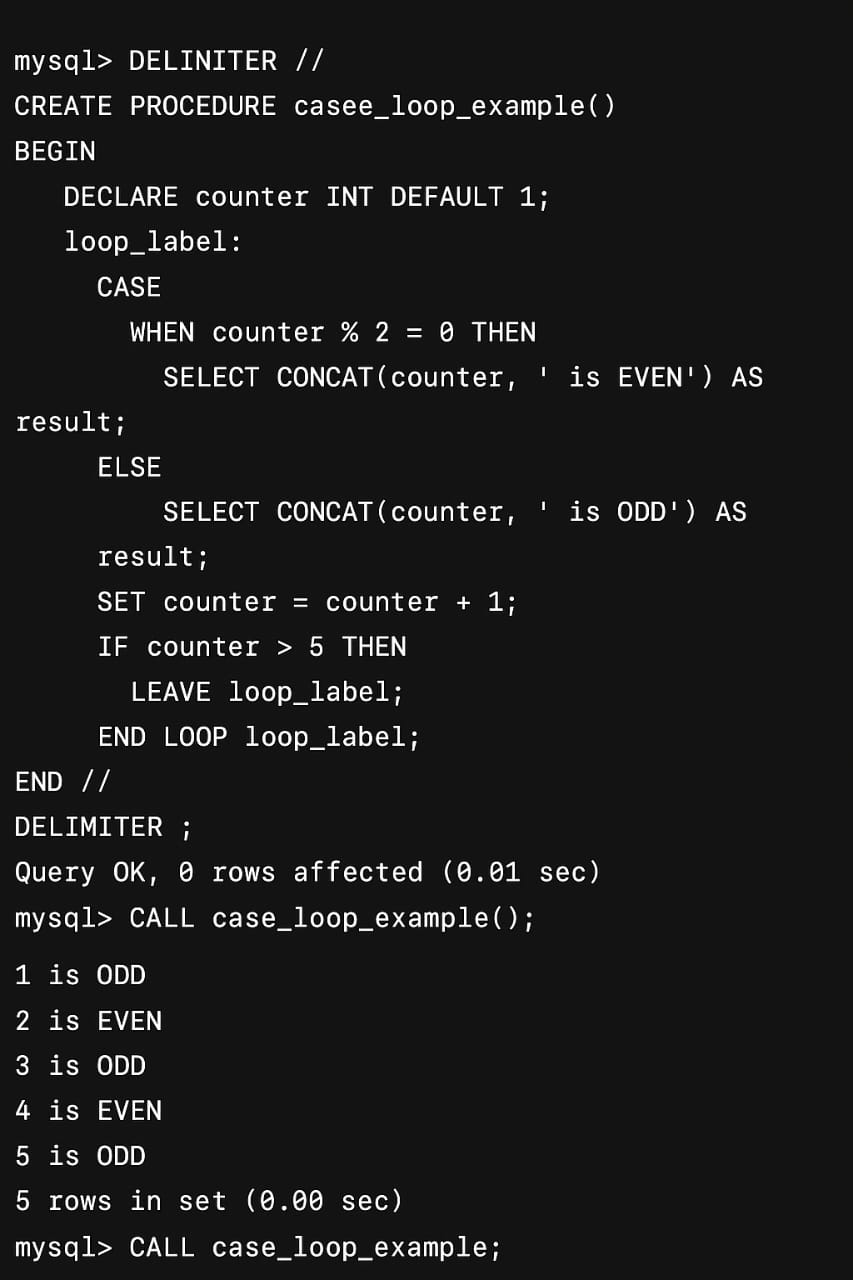 mysql> DELINITER //
CREATE PROCEDURE casee_loop_example()
BEGIN
   DECLARE counter INT DEFAULT 1;
   loop_label:
     CASE
       WHEN counter % 2 = 0 THEN
         SELECT CONCAT(counter, ' is EVEN') AS
result;
     ELSE
         SELECT CONCAT(counter, ' is ODD') AS
     result;
     SET counter = counter + 1;
     IF counter > 5 THEN
       LEAVE loop_label;
     END LOOP loop_label;
END //
DELIMITER ;
Query OK, 0 rows affected (0.01 sec)
mysql> CALL case_loop_example();
1 is ODD
2 is EVEN
3 is ODD
4 is EVEN
5 is ODD
5 rows in set (0.00 sec)
mysql> CALL case_loop_example;